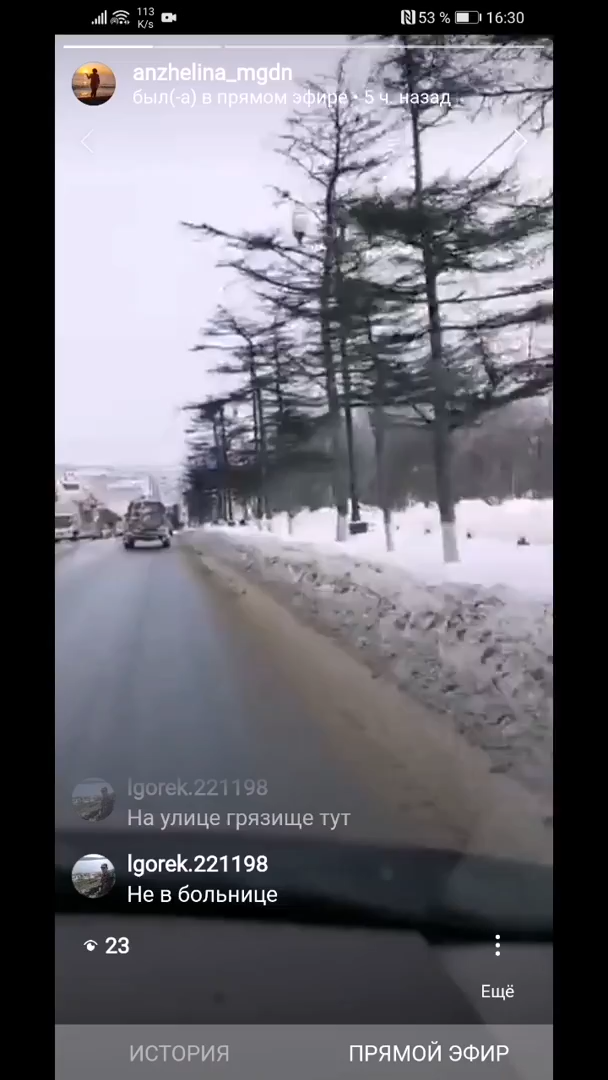 113
K/s
53 %
16:30
anzhelina_mgdn
был(-а) в прямом эфире • 5 ч. назад
Igorek.221198
На улице грязище тут
Igorek.221198
Не в больнице
23
Ещё
ИСТОРИЯ
ПРЯМОЙ ЭФИР